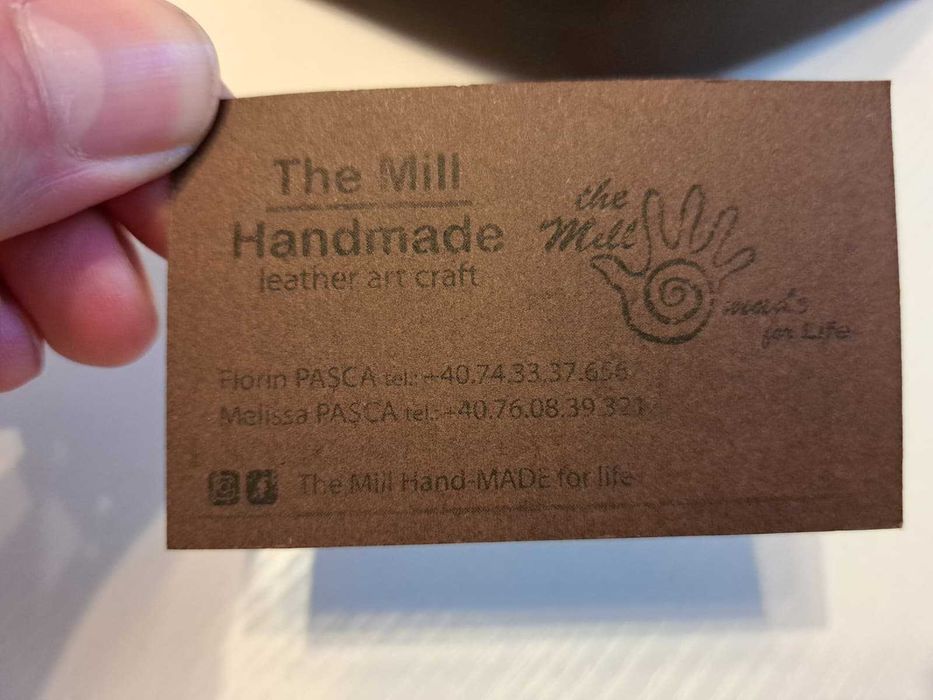 The Mill
Handmade
leather art craft
the
Mill
made
for Life
Florin PAȘCA tel.: +40.74.33.37.656
Melissa PAȘCA tel.: +40.76.08.39.321
The Mill Hand-MADE for life